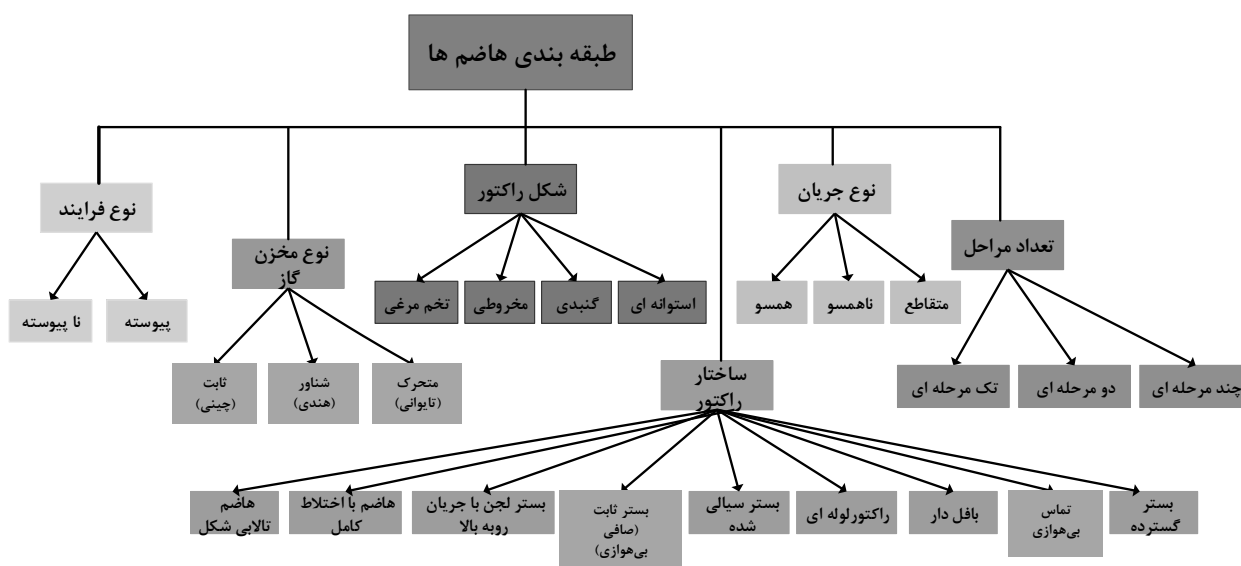 طبقه بندی هاضم ها
نوع جریان
شکل راکتور
نوع فرایند
تعداد مراحل
نوع مخزن
گاز
متقاطع
ناهمسو
همسو
استوانه ای
گنبدی
مخروطی
تخم مرغی
پیوسته
نا پیوسته
چند مرحله ای
دو مرحله ای
تک مرحله ای
متحرک
(تایوانی)
شناور
(هندی)
ثابت
(چینی)
ساختار
راکتور
بستر
گسترده
تماس
بی‌هوازی
بافل دار
راکتورلوله ای
بستر سیالی
شده
بستر ثابت
(صافی
بی‌هوازی)
بستر لجن با جریان
روبه بالا
هاضم با اختلاط
کامل
هاضم
تالابی شکل